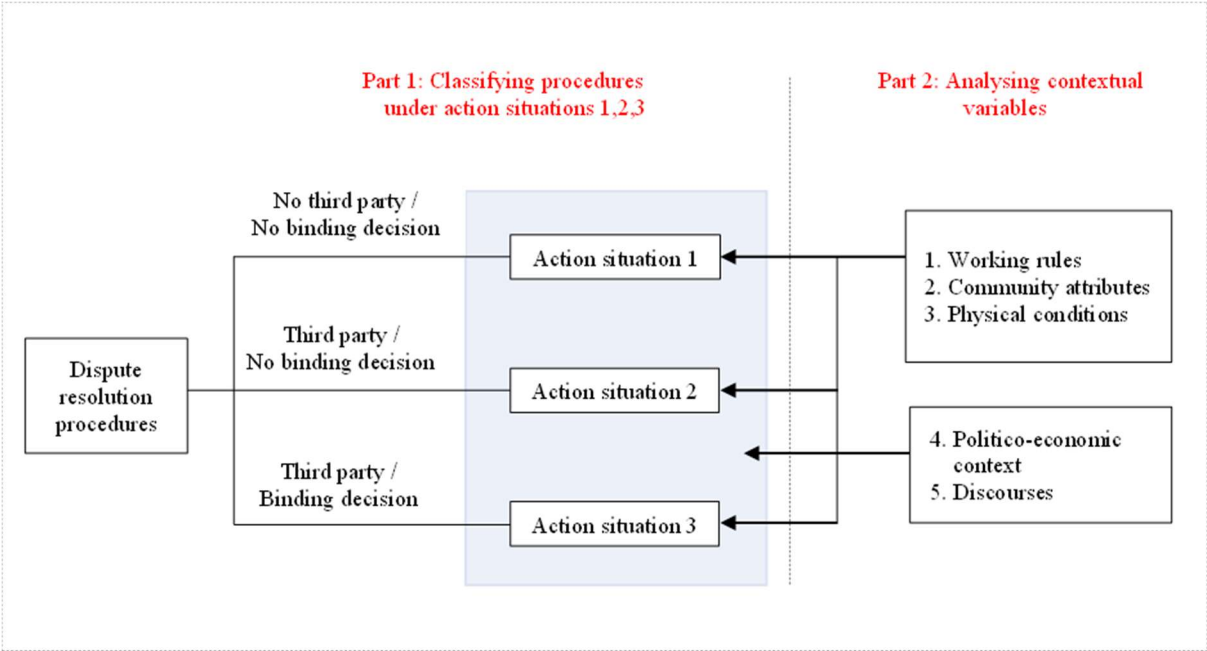 Part 1: Classifying procedures
under action situations 1,2,3
Part 2: Analysing contextual
variables
No third party /
No binding decision
Action situation 1
1. Working rules
2. Community attributes
3. Physical conditions
Third party /
No binding decision
Dispute
resolution
procedures
Action situation 2
4. Politico-economic
context
5. Discourses
Third party /
Binding decision
Action situation 3